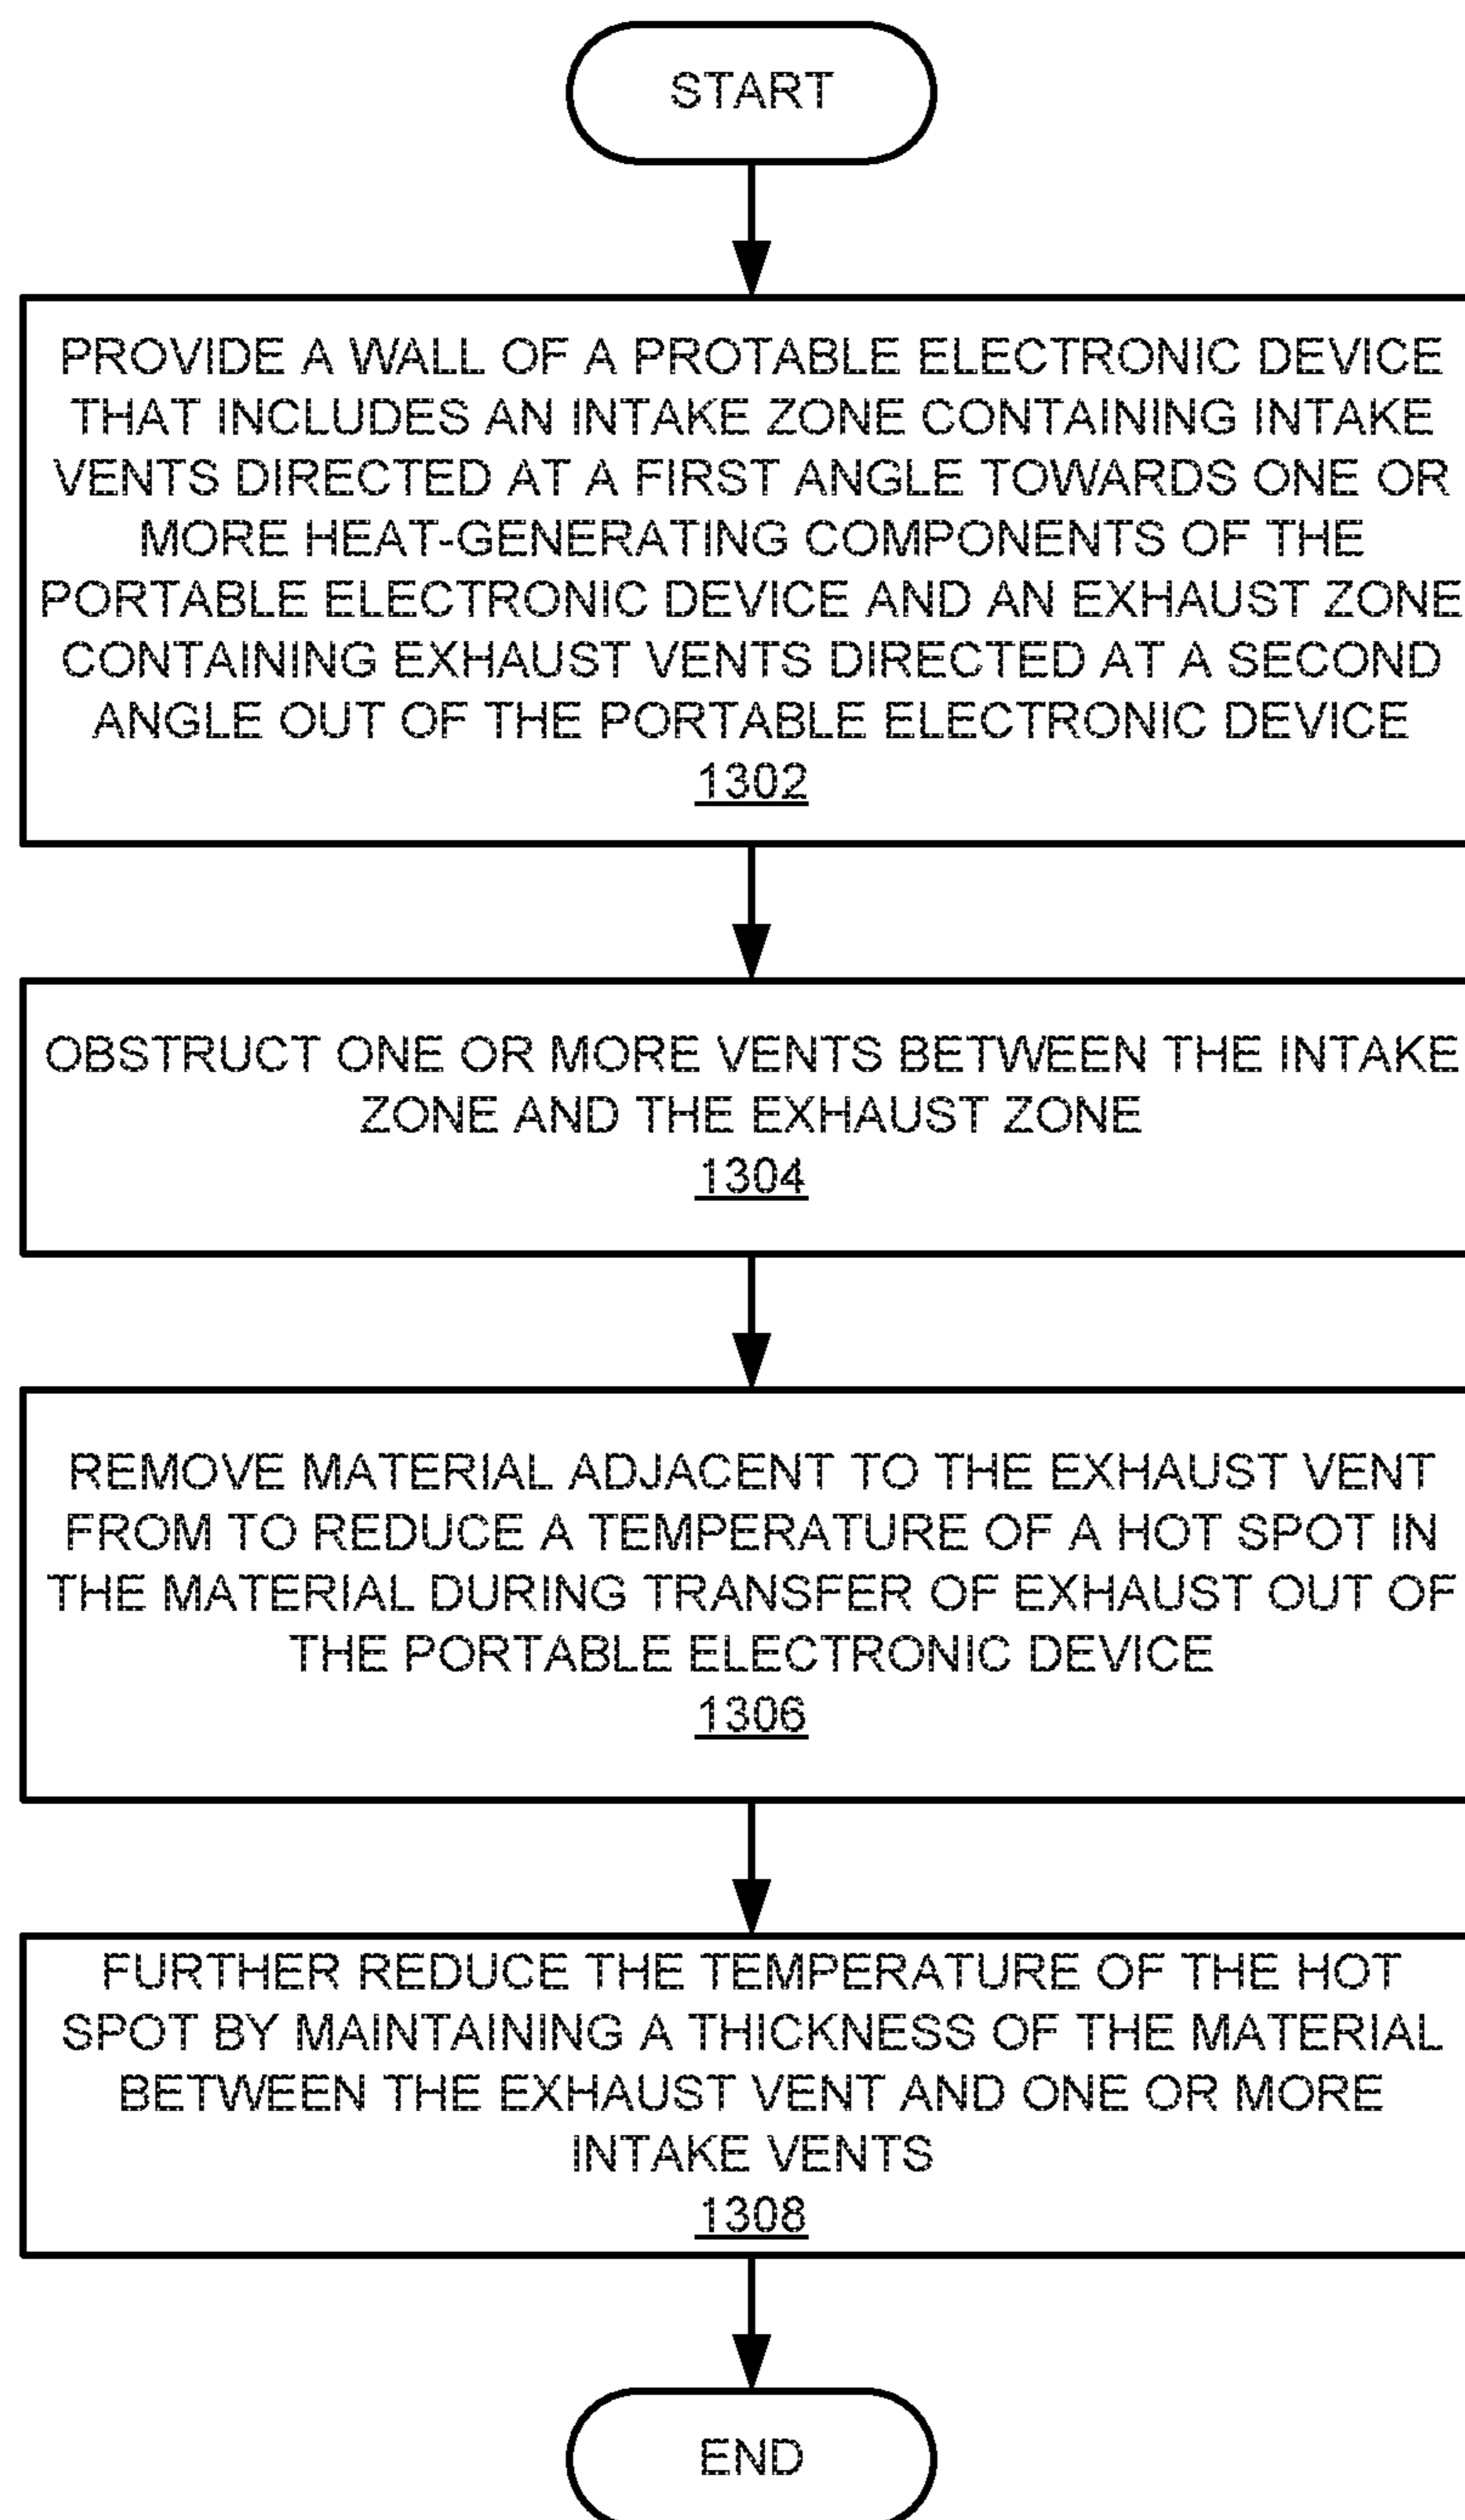 START
PROVIDE A WALL OF A PROTABLE ELECTRONIC DEVICE
THAT INCLUDES AN INTAKE ZONE CONTAINING INTAKE
VENTS DIRECTED AT A FIRST ANGLE TOWARDS ONE OR
MORE HEAT-GENERATING COMPONENTS OF THE
PORTABLE ELECTRONIC DEVICE AND AN EXHAUST ZONE
CONTAINING EXHAUST VENTS DIRECTED AT A SECOND
ANGLE OUT OF THE PORTABLE ELECTRONIC DEVICE
1302
OBSTRUCT ONE OR MORE VENTS BETWEEN THE INTAKE
ZONE AND THE EXHAUST ZONE
1304
REMOVE MATERIAL ADJACENT TO THE EXHAUST VENT
FROM TO REDUCE A TEMPERATURE OF A HOT SPOT IN
THE MATERIAL DURING TRANSFER OF EXHAUST OUT OF
THE PORTABLE ELECTRONIC DEVICE
1306
FURTHER REDUCE THE TEMPERATURE OF THE HOT
SPOT BY MAINTAINING A THICKNESS OF THE MATERIAL
BETWEEN THE EXHAUST VENT AND ONE OR MORE
INTAKE VENTS
1308
END